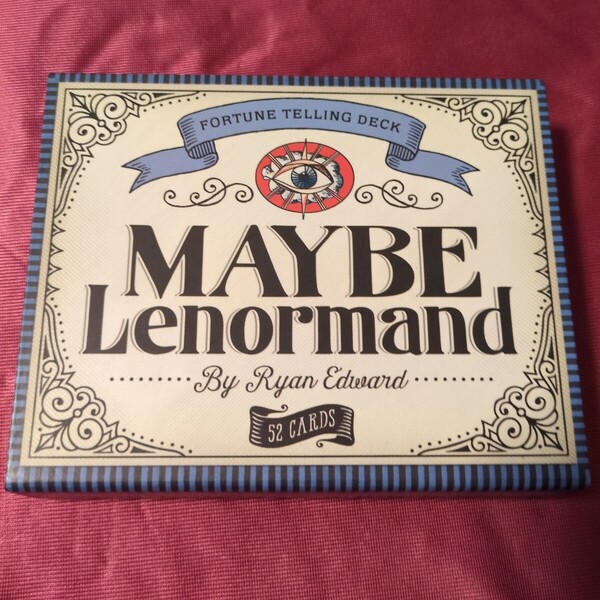 FORTUNE TELLING DECK
MAYBE
Lenormand
By Ryan Edward
52 CARDS